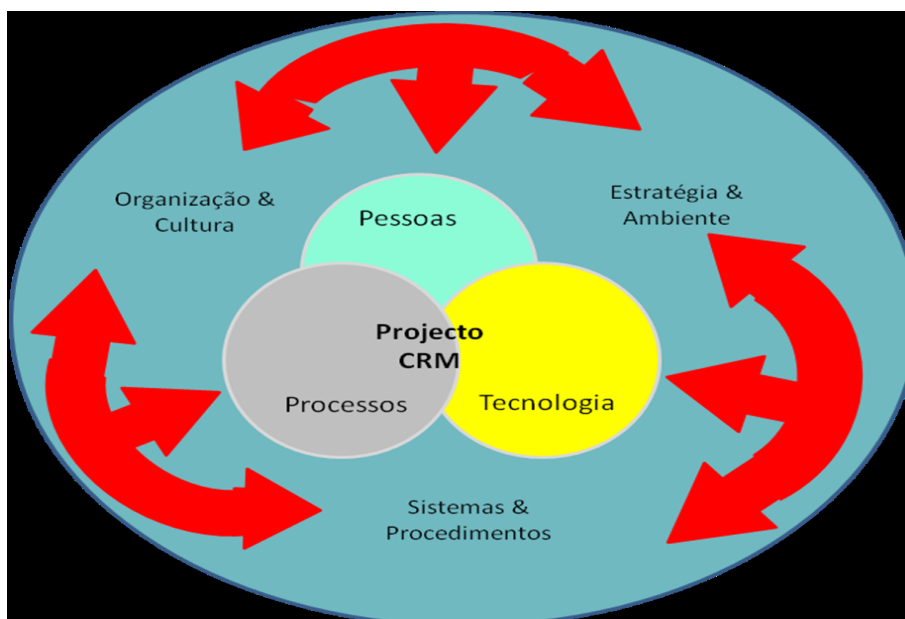 Organização &
Cultura
Pessoas
Estratégia &
Ambiente
Projecto
CRM
Processos
Tecnologia
Sistemas &
Procedimentos